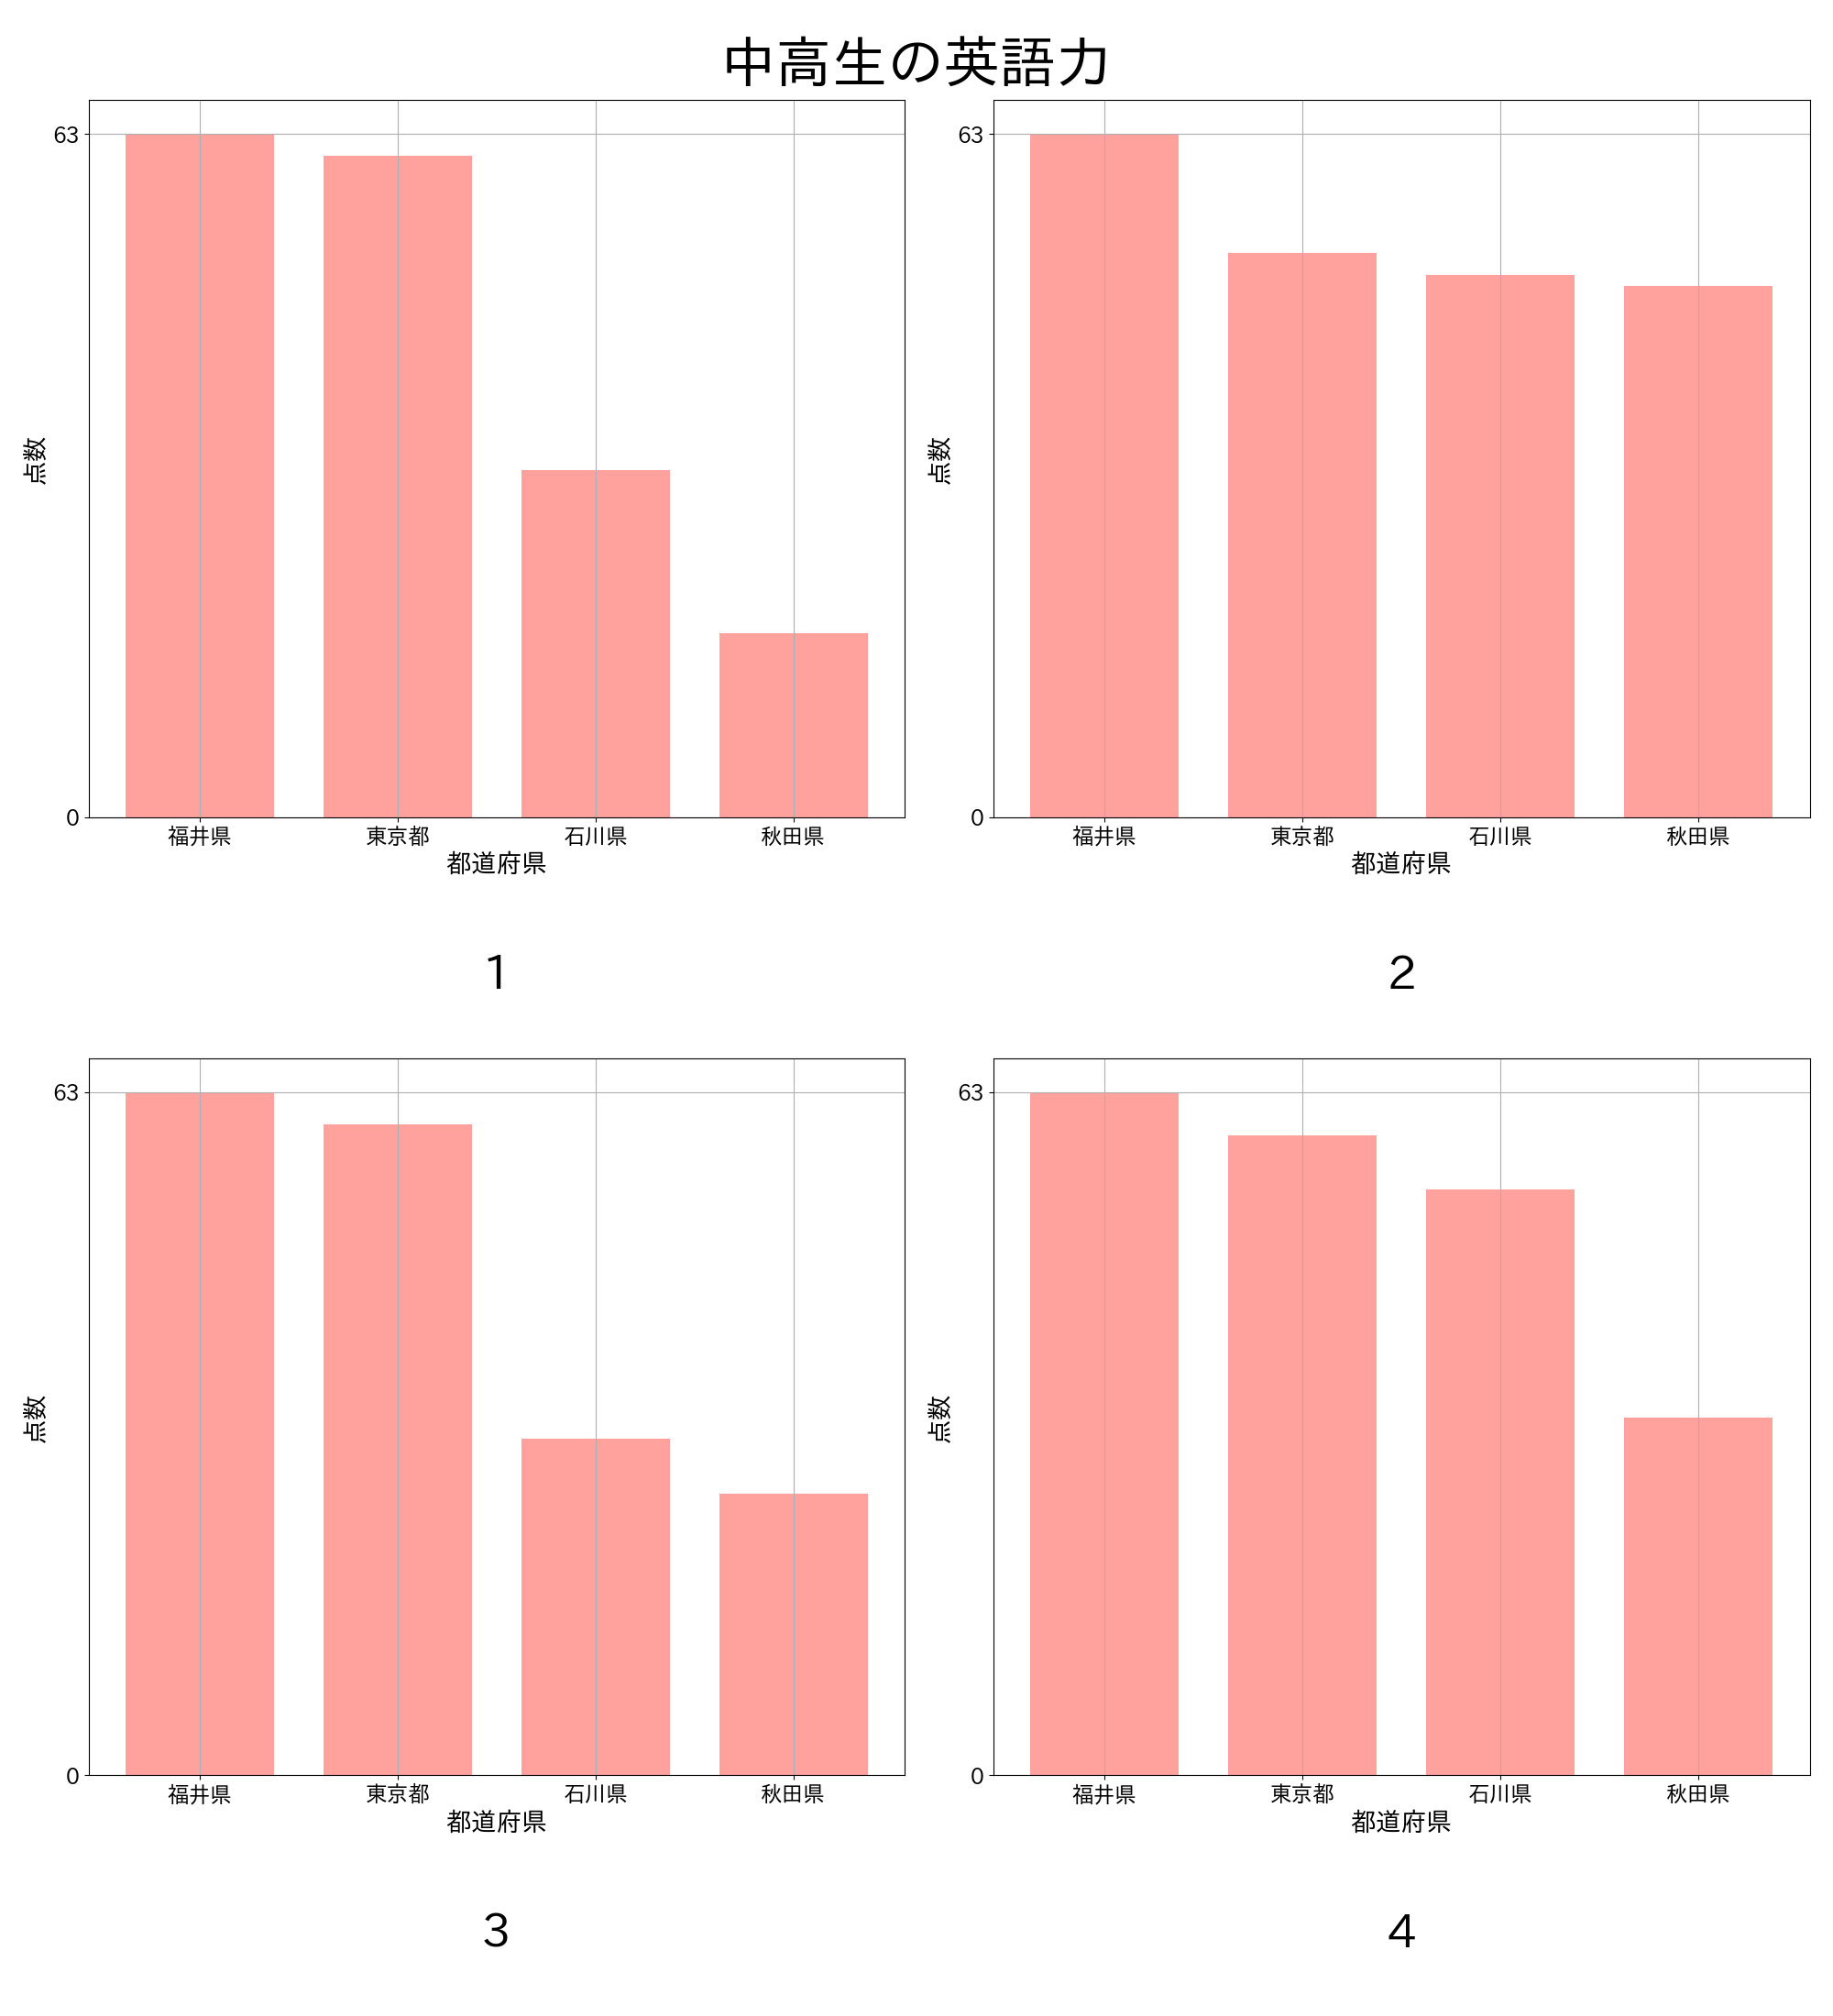 中高生の英語力
63
点数
0
福井県 東京都 石川県 秋田県
都道府県
1
63
点数
0
福井県 東京都 石川県 秋田県
都道府県
2
63
点数
0
福井県 東京都 石川県 秋田県
都道府県
3
63
点数
0
福井県 東京都 石川県 秋田県
都道府県
4